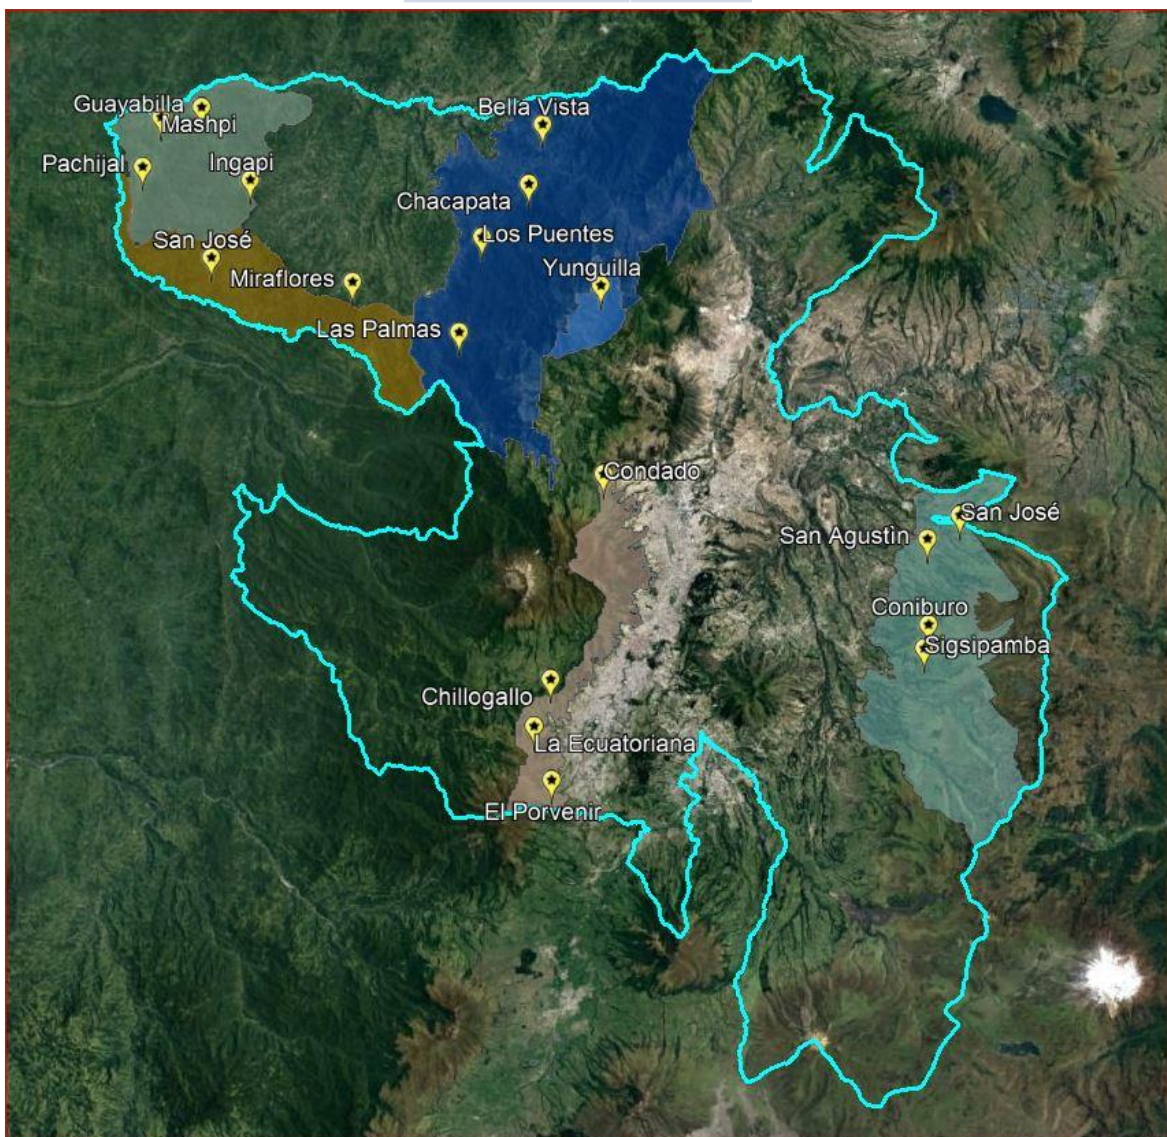 Guayabilla
Mashpi
Bella Vista
Pachijal
Ingapi
Chacapata
San José
Los Puentes
Miraflores
Yunguilla
Las Palmas
Condado
San José
San Agustìn
Coniburo
Sigsipamba
Chillogallo
La Ecuatoriana
El Porvenir